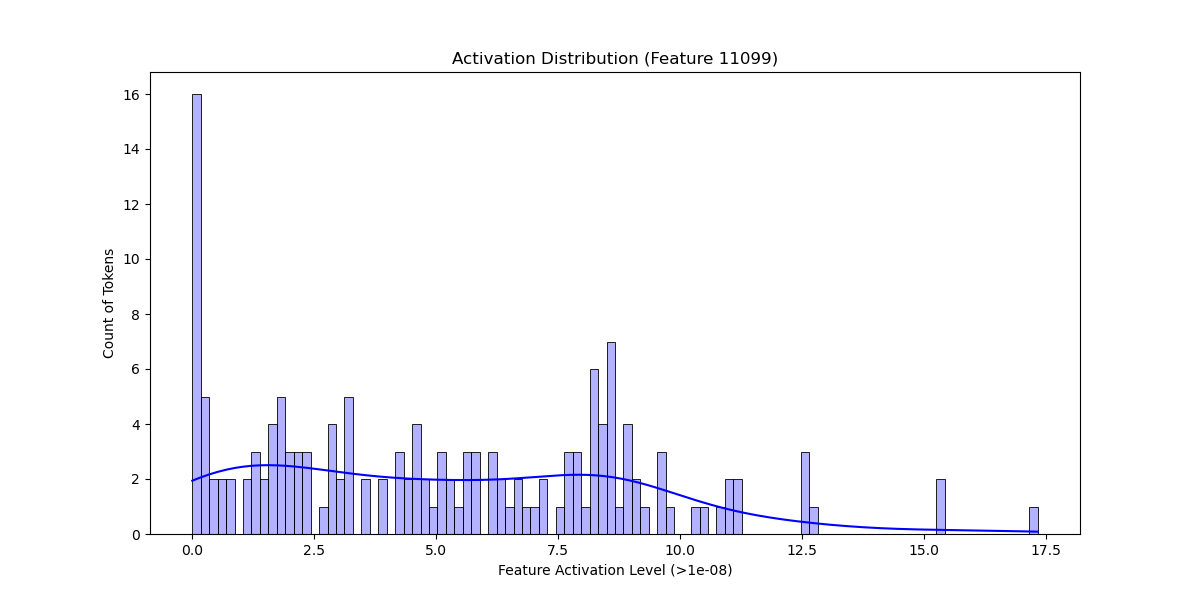 Activation Distribution (Feature 11099)
Count of Tokens
16
14
12
10
8
6
4
2
0
0.0 2.5 5.0 7.5 10.0 12.5 15.0 17.5
Feature Activation Level (>1e-08)